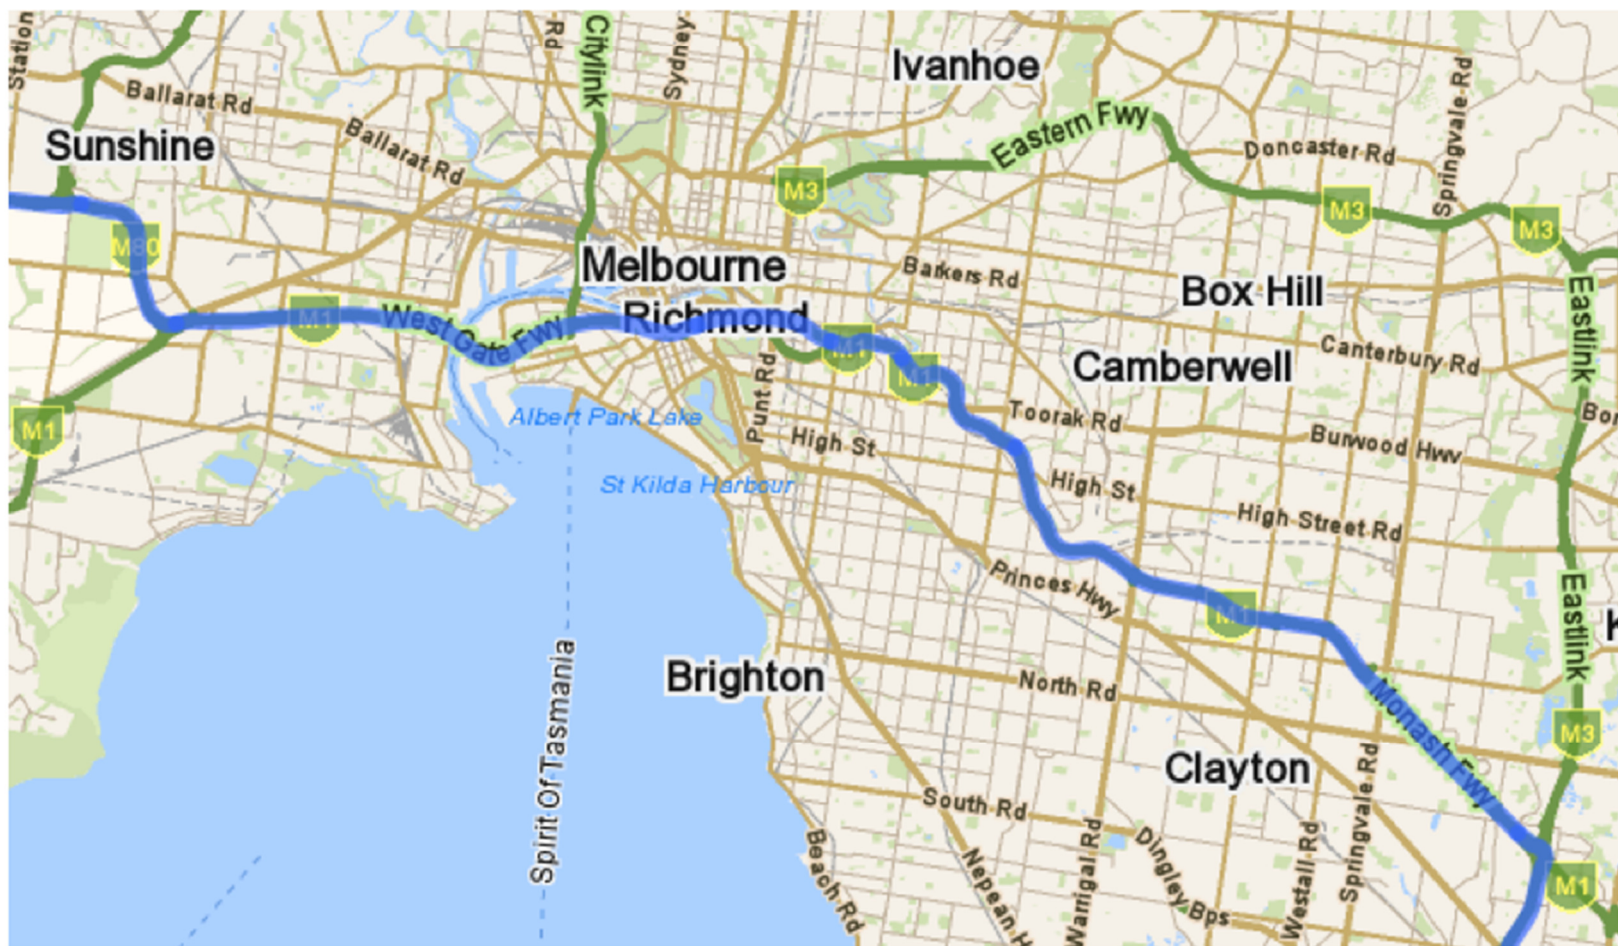 Station
Rd
Citylink
Sydney
Ivanhoe
Springvale Rd
Ballarat Rd
Eastern Fwy
Sunshine
Ballarat Rd
Doncaster Rd
M3
M3
M3
M80
Melbourne
Barkers Rd
Box Hill
Eastlink
M1
West Gate Fwy
Richmond
M1
M1
Canterbury Rd
Camberwell
Punt Rd
Albert Park Lake
Toorak Rd
M1
High St
Burwood Hwy
St Kilda Harbour
High St
High Street Rd
Princes Hwy
Eastlink
M1
K
Spirit Of Tasmania
Brighton
North Rd
Monash Fwy
M3
Clayton
South Rd
Springvale Rd
Beach Rd
Nepean H
Warrigal Rd
Dingley Bps
Westall Rd
M1